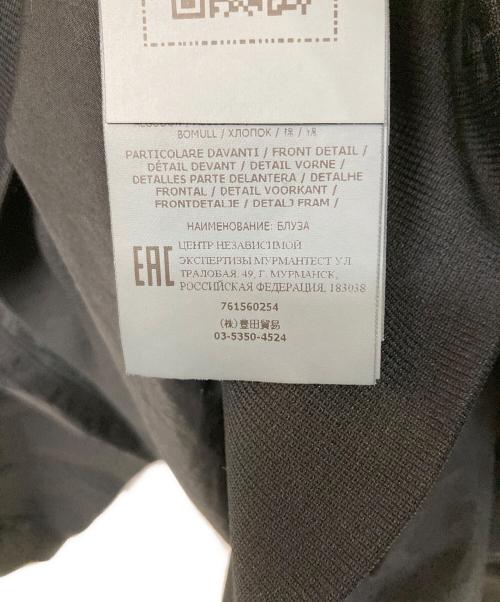 BOMULL / ХЛОПОК / 棉 / 면
PARTICOLARE DAVANTI / FRONT DETAIL /
DÉTAIL DEVANT / DETAIL VORNE /
DETALLES PARTE DELANTERA / DETALHE
FRONTAL / DETAIL VOORKANT /
FRONTDETALJE / DETALJ FRAM /
НАИМЕНОВАНИЕ: БЛУЗА
EAC
ЦЕНТР НЕЗАВИСИМОЙ
ЭКСПЕРТИЗЫ МУРМАНТЕСТ УЛ.
ТРАЛОВАЯ. 49, Г. МУРМАНСК,
РОССИЙСКАЯ ФЕДЕРАЦИЯ, 183038
761560254
(株)豊田貿易
03-5350-4524